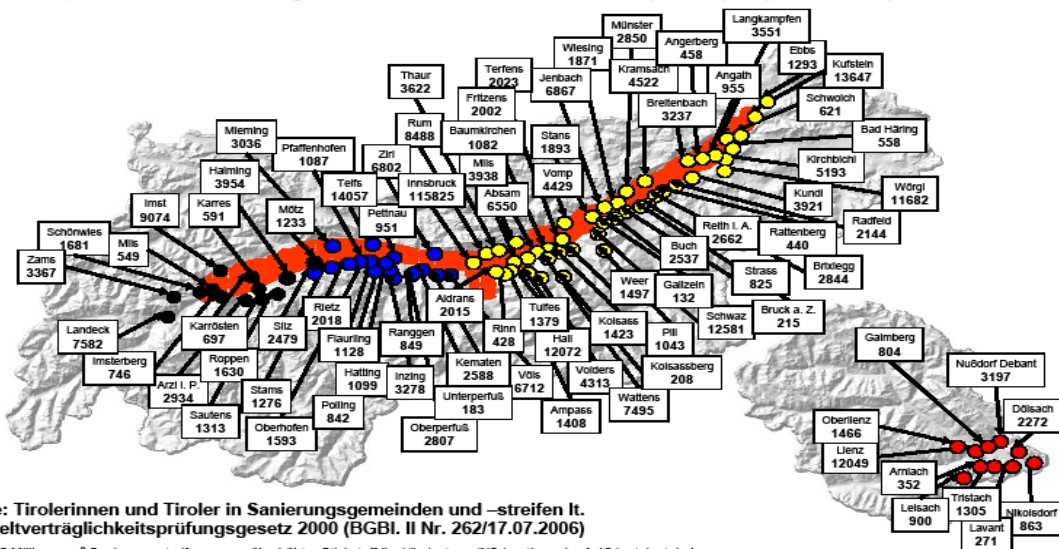 Münster
2850
Langkampfen
3551
Angerberg
458
Wiesing
1871
Kramsach
4522
Ebbs
1293
Kufstein
13647
Thaur
3622
Terfens
2023
Jenbach
6867
Angath
955
Fritzens
2002
Breitenbach
3237
Schwoich
621
Mieming
3036
Rum
8488
Baumkirchen
1082
Stans
1893
Bad Häring
558
Pfaffenhofen
1087
Zirl
6802
Mils
3938
Vomp
4429
Kirchbichl
5193
Haiming
3954
Telfs
14057
Innsbruck
115825
Absam
6550
Wörgl
11682
Imst
9074
Karres
591
Mötz
1233
Pettnau
951
Kundl
3921
Radfeld
2144
Schönwies
1681
Mils
549
Reith i. A.
2662
Rattenberg
440
Zams
3367
Buch
2537
Brixlegg
2844
Weer
1497
Gallzein
132
Strass
825
Aldrans
2015
Tulfes
1379
Kolsass
1423
Schwaz
12581
Bruck a. Z.
215
Landeck
7582
Karrösten
697
Silz
2479
Rietz
2018
Ranggen
849
Rinn
428
Pill
1043
Imsterberg
746
Roppen
1630
Flaurling
1128
Hall
12072
Kolsassberg
208
Gaimberg
804
Arzl i. P.
2934
Stams
1276
Hatting
1099
Inzing
3278
Kematen
2588
Völs
6712
Volders
4313
Wattens
7495
Nußdorf Debant
3197
Sautens
1313
Polling
842
Unterperfuß
183
Ampass
1408
Dölsach
2272
Oberhofen
1593
Oberperfuß
2807
Oberlienz
1466
Lienz
12049
Amlach
352
Leisach
900
Tristach
1305
Nikolsdorf
863
Lavant
271
e: Tirolerinnen und Tiroler in Sanierungsgemeinden und –streifen lt.
eltverträglichkeitsprüfungsgesetz 2000 (BGBl. II Nr. 262/17.07.2006)